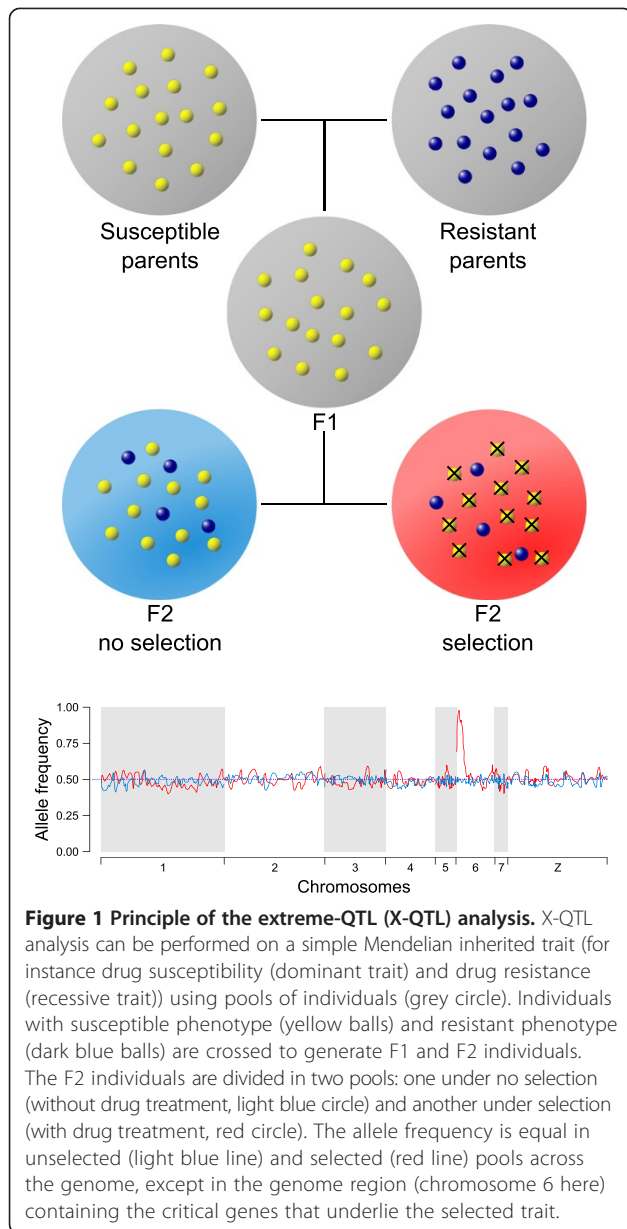 Susceptible
parents
Resistant
parents
F1
F2
no selection
F2
selection
1.00
0.75
0.50
0.25
0.00
Allele frequency
1 2 3 4 5 6 7 Z
Chromosomes
Figure 1 Principle of the extreme-QTL (X-QTL) analysis. X-QTL
analysis can be performed on a simple Mendelian inherited trait (for
instance drug susceptibility (dominant trait) and drug resistance
(recessive trait)) using pools of individuals (grey circle). Individuals
with susceptible phenotype (yellow balls) and resistant phenotype
(dark blue balls) are crossed to generate F1 and F2 individuals.
The F2 individuals are divided in two pools: one under no selection
(without drug treatment, light blue circle) and another under selection
(with drug treatment, red circle). The allele frequency is equal in
unselected (light blue line) and selected (red line) pools across
the genome, except in the genome region (chromosome 6 here)
containing the critical genes that underlie the selected trait.